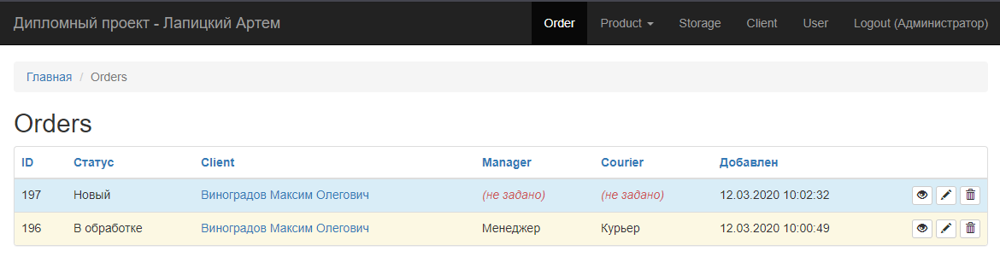 Дипломный проект - Лапицкий Артем Order Product Storage Client User Logout (Администратор)
Главная / Orders
Orders
ID Статус Client Manager Courier Добавлен
197 Новый Виноградов Максим Олегович (не задано) (не задано) 12.03.2020 10:02:32
196 В обработке Виноградов Максим Олегович Менеджер Курьер 12.03.2020 10:00:49